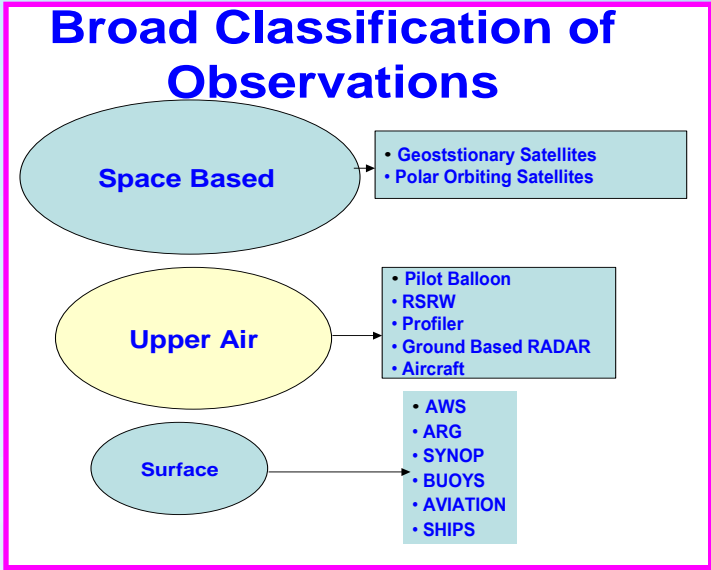 Broad Classification of
Observations
Space Based
• Geoststionary Satellites
• Polar Orbiting Satellites
Upper Air
• Pilot Balloon
• RSRW
• Profiler
• Ground Based RADAR
• Aircraft
Surface
• AWS
• ARG
• SYNOP
• BUOYS
• AVIATION
• SHIPS